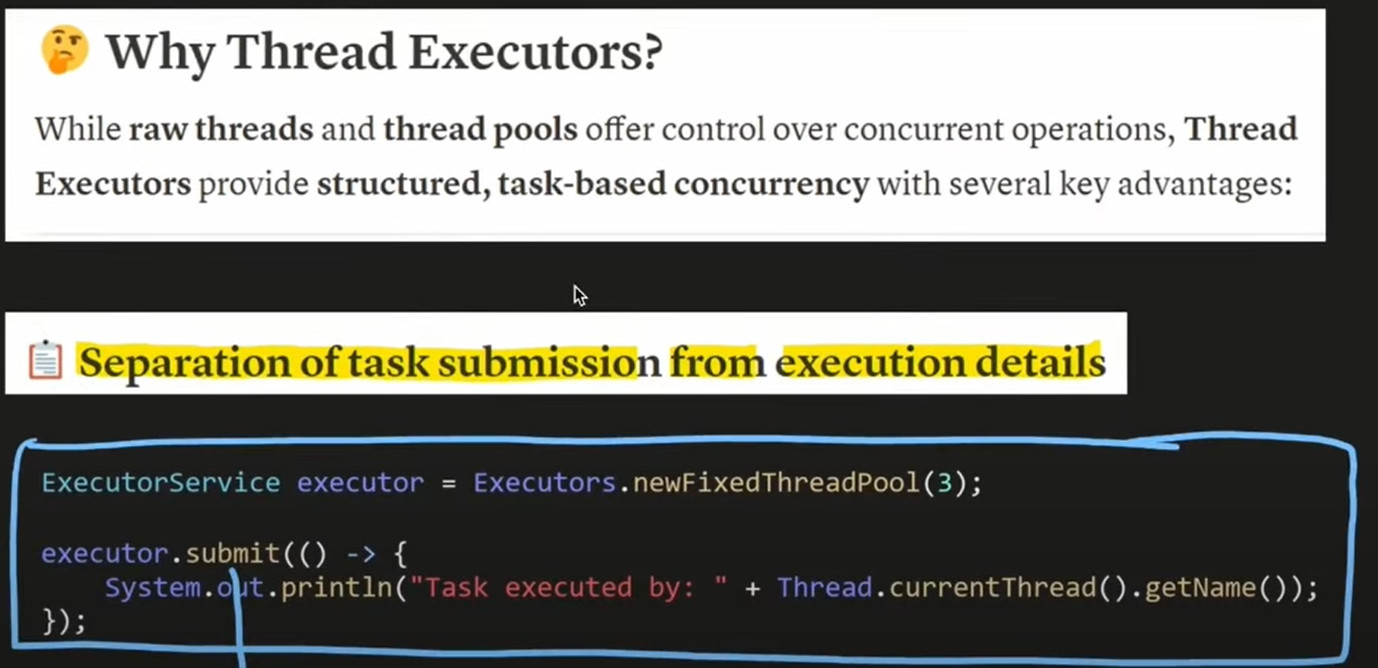 🤔 Why Thread Executors?
While raw threads and thread pools offer control over concurrent operations, Thread
Executors provide structured, task-based concurrency with several key advantages:
📋 Separation of task submission from execution details
ExecutorService executor = Executors.newFixedThreadPool(3);
executor.submit(() -> {
    System.out.println("Task executed by: " + Thread.currentThread().getName());
});